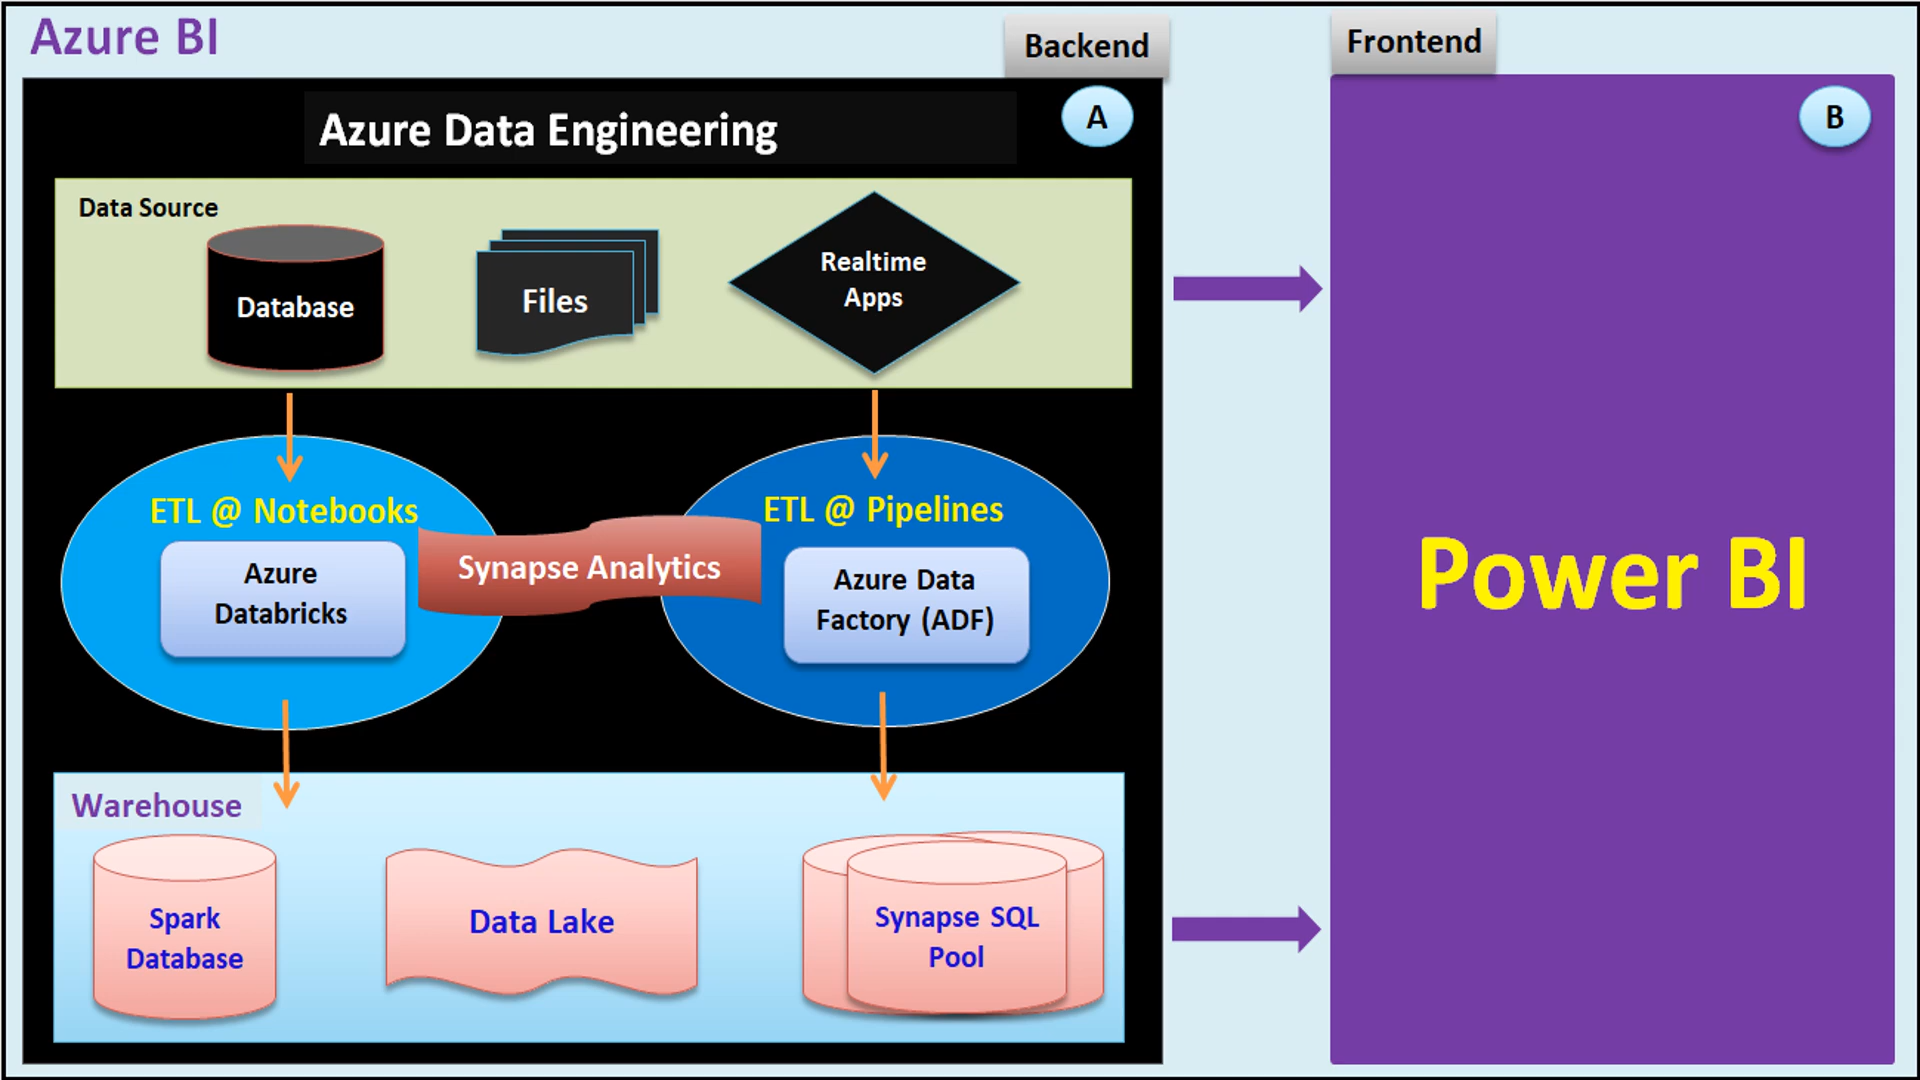 Azure BI
Backend
Frontend
Azure Data Engineering
A
B
Data Source
Database
Files
Realtime
Apps
ETL @ Notebooks
ETL @ Pipelines
Azure
Databricks
Synapse Analytics
Azure Data
Factory (ADF)
Power BI
Warehouse
Spark
Database
Data Lake
Synapse SQL
Pool